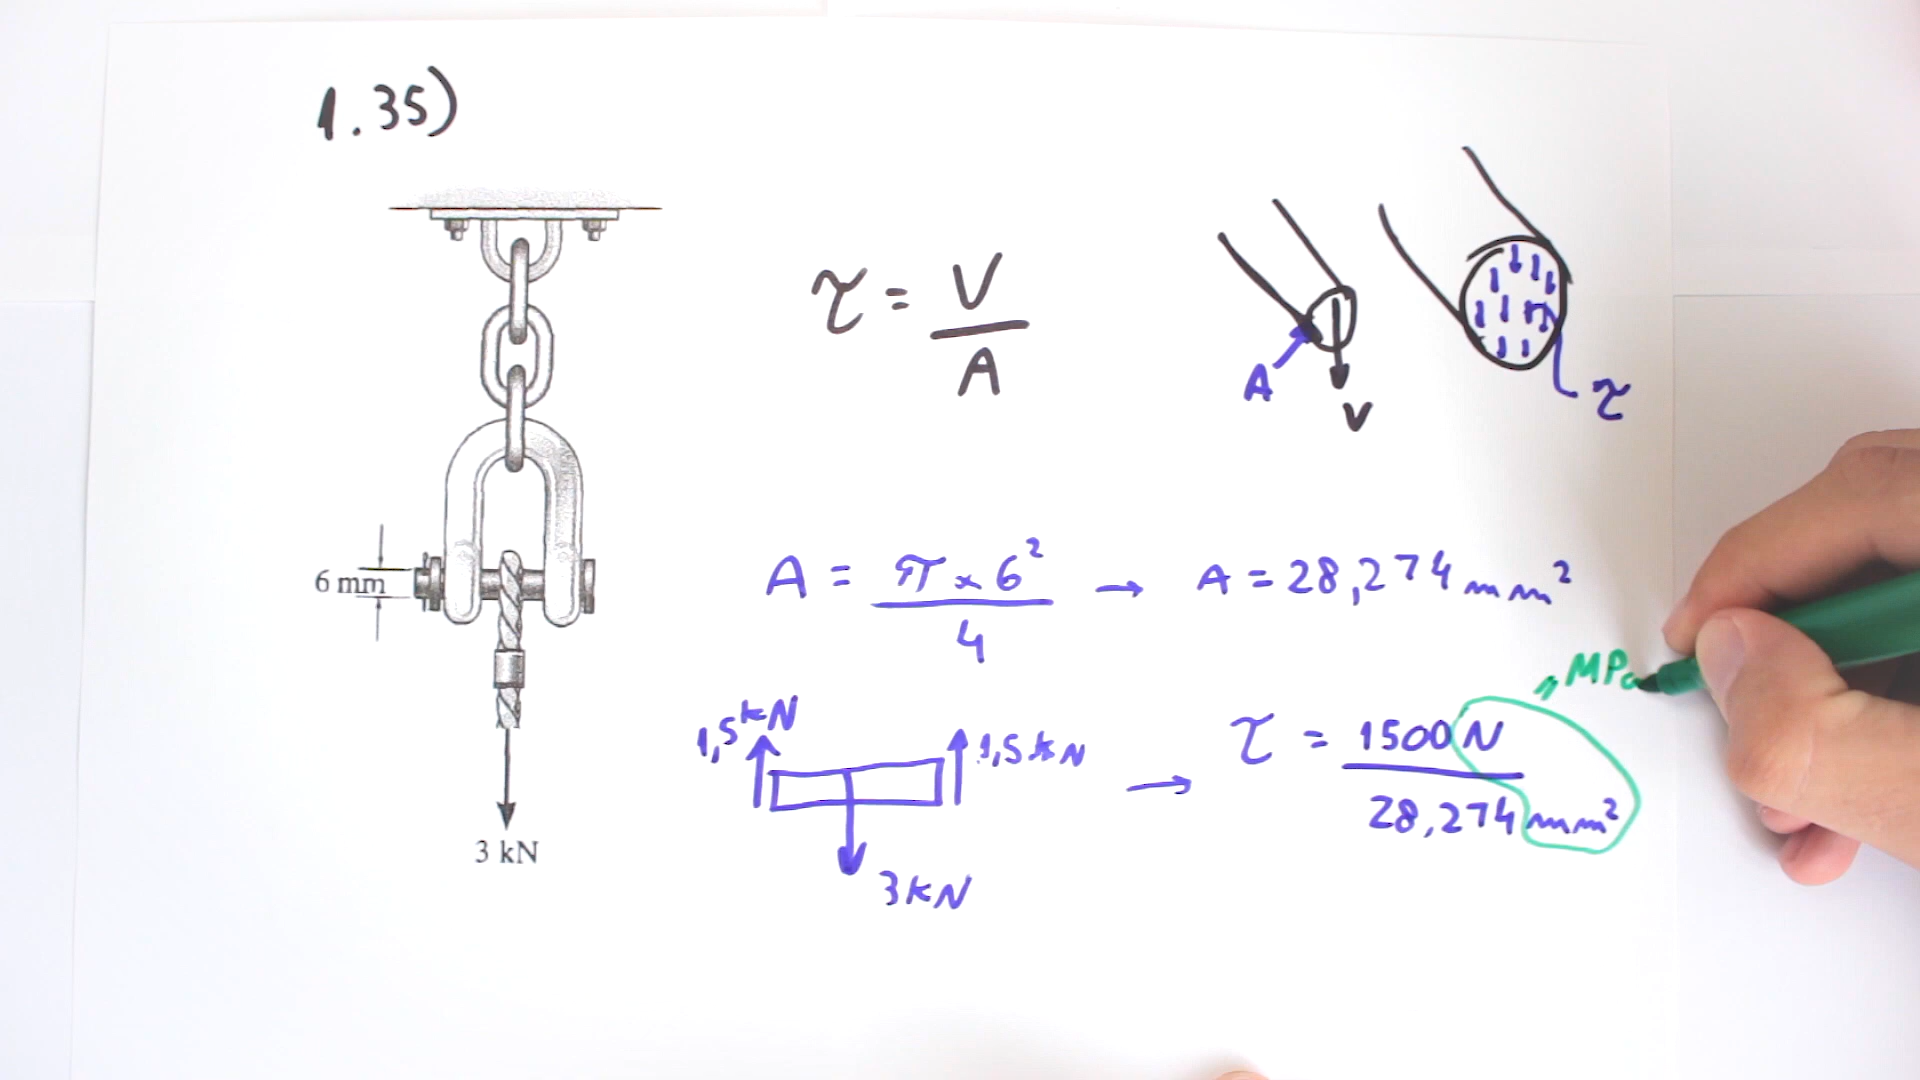 1.35)
τ = V
A
A
V
τ
6 mm
A = π × 6²
4
→ A = 28,274 mm²
3 kN
1,5 kN
1,5 kN
3 kN
→ τ = 1500 N
28,274 mm²
" MPa